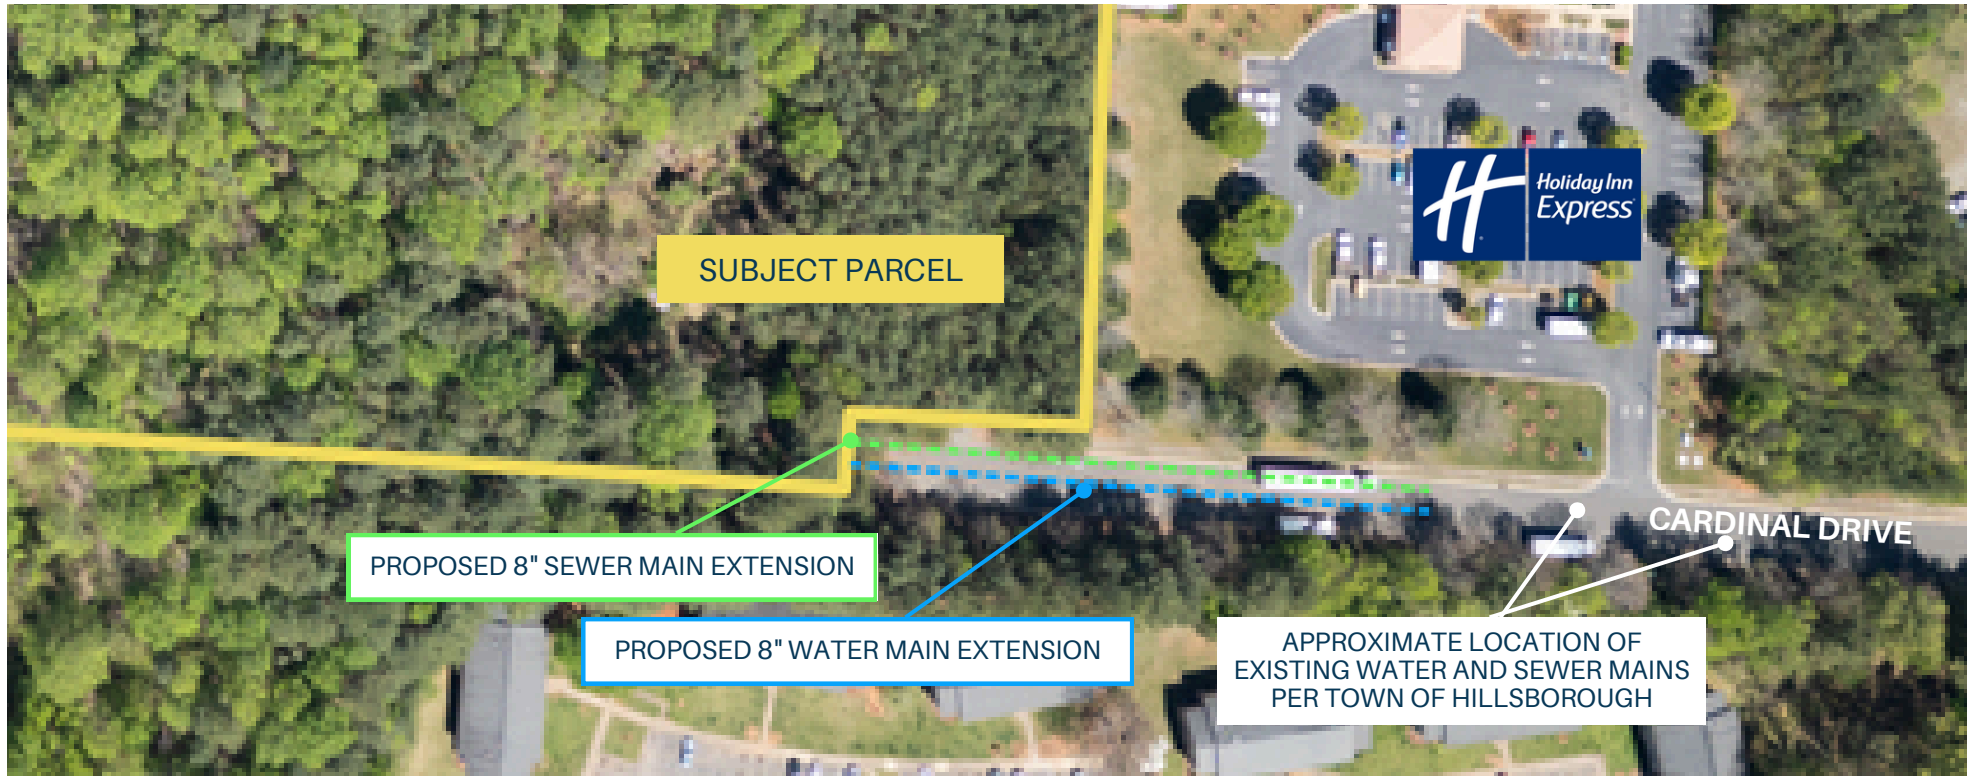 Holiday Inn
Express
SUBJECT PARCEL
CARDINAL DRIVE
PROPOSED 8" SEWER MAIN EXTENSION
PROPOSED 8" WATER MAIN EXTENSION
APPROXIMATE LOCATION OF
EXISTING WATER AND SEWER MAINS
PER TOWN OF HILLSBOROUGH